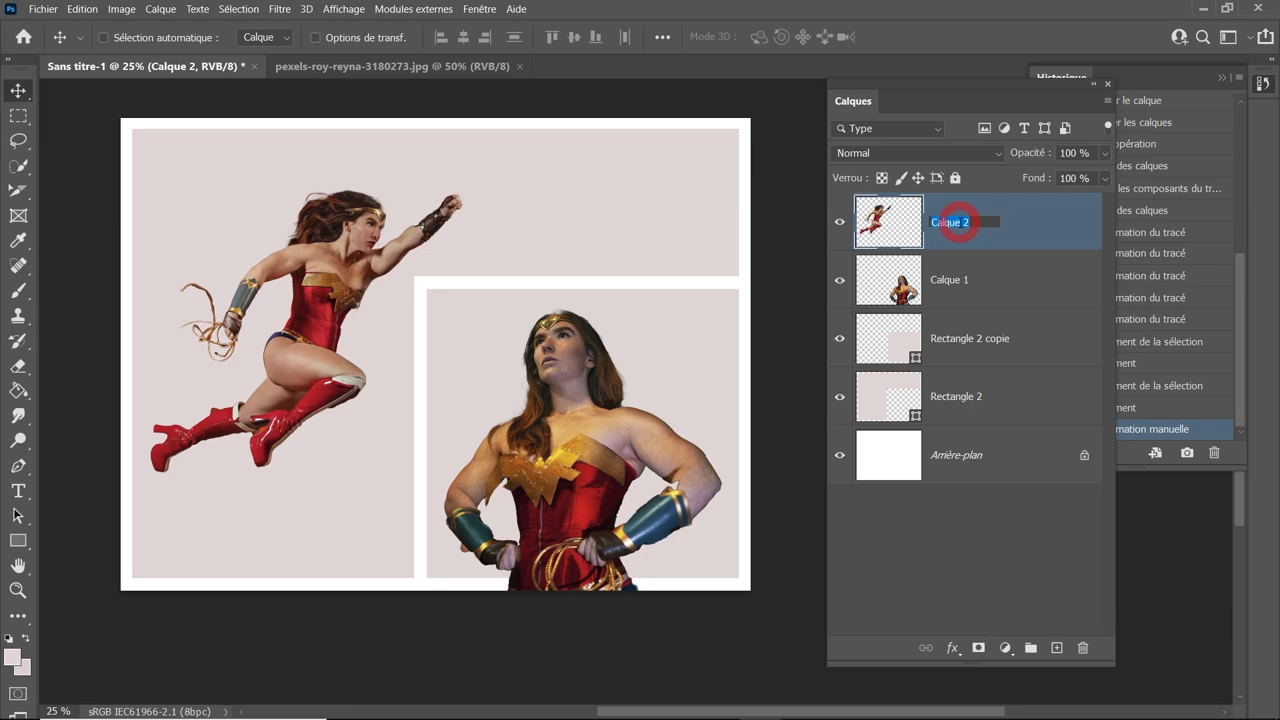 Ps Fichier Edition Image Calque Texte Sélection Filtre 3D Affichage Modules externes Fenêtre Aide
Sélection automatique : Calque Options de transf. Mode 3D :
Sans titre-1 @ 25% (Calque 2, RVB/8) * pexels-roy-reyna-3180273.jpg @ 50% (RVB/8)
Historique
Calques
Type
Normal Opacité : 100 %
Verrou : Fond : 100 %
Calque 2
Calque 1
Rectangle 2 copie
Rectangle 2
Arrière-plan
fx
r le calque
er les calques
opération
des calques
les composants du tr...
des calques
mation du tracé
mation du tracé
mation du tracé
mation du tracé
mation du tracé
ment de la sélection
ment
ment de la sélection
ment
mation manuelle
25 % sRGB IEC61966-2.1 (8bpc)